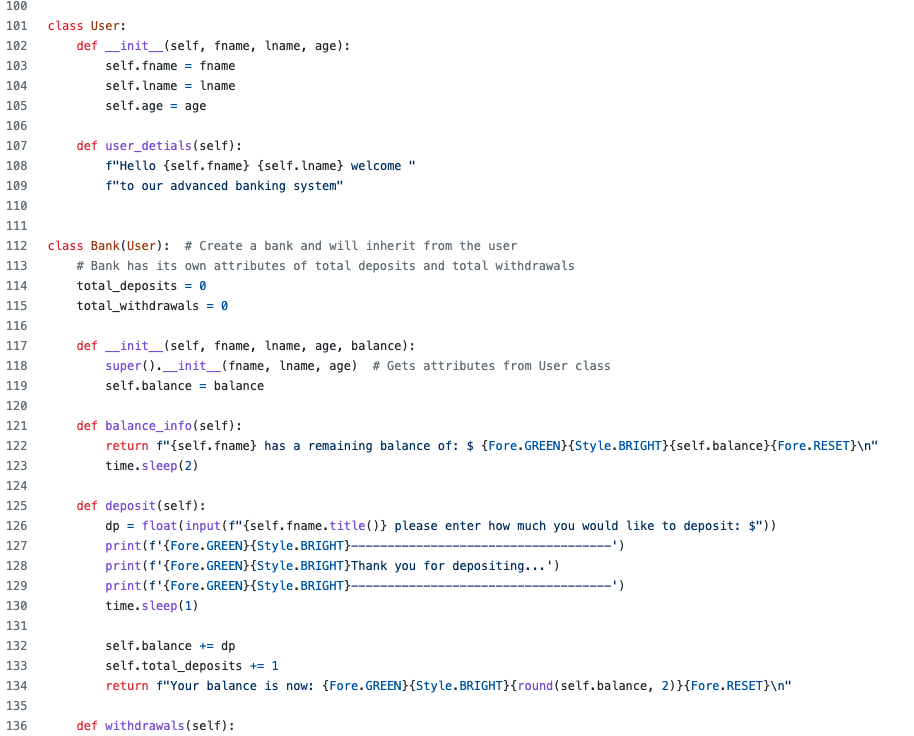 100
101 class User:
102     def __init__(self, fname, lname, age):
103         self.fname = fname
104         self.lname = lname
105         self.age = age
106
107     def user_detials(self):
108         f"Hello {self.fname} {self.lname} welcome "
109         f"to our advanced banking system"
110
111
112 class Bank(User):  # Create a bank and will inherit from the user
113     # Bank has its own attributes of total deposits and total withdrawals
114     total_deposits = 0
115     total_withdrawals = 0
116
117     def __init__(self, fname, lname, age, balance):
118         super().__init__(fname, lname, age)  # Gets attributes from User class
119         self.balance = balance
120
121     def balance_info(self):
122         return f"{self.fname} has a remaining balance of: $ {Fore.GREEN}{Style.BRIGHT}{self.balance}{Fore.RESET}\n"
123         time.sleep(2)
124
125     def deposit(self):
126         dp = float(input(f"{self.fname.title()} please enter how much you would like to deposit: $"))
127         print(f'{Fore.GREEN}{Style.BRIGHT}------------------------------------')
128         print(f'{Fore.GREEN}{Style.BRIGHT}Thank you for depositing...')
129         print(f'{Fore.GREEN}{Style.BRIGHT}------------------------------------')
130         time.sleep(1)
131
132         self.balance += dp
133         self.total_deposits += 1
134         return f"Your balance is now: {Fore.GREEN}{Style.BRIGHT}{round(self.balance, 2)}{Fore.RESET}\n"
135
136     def withdrawals(self):